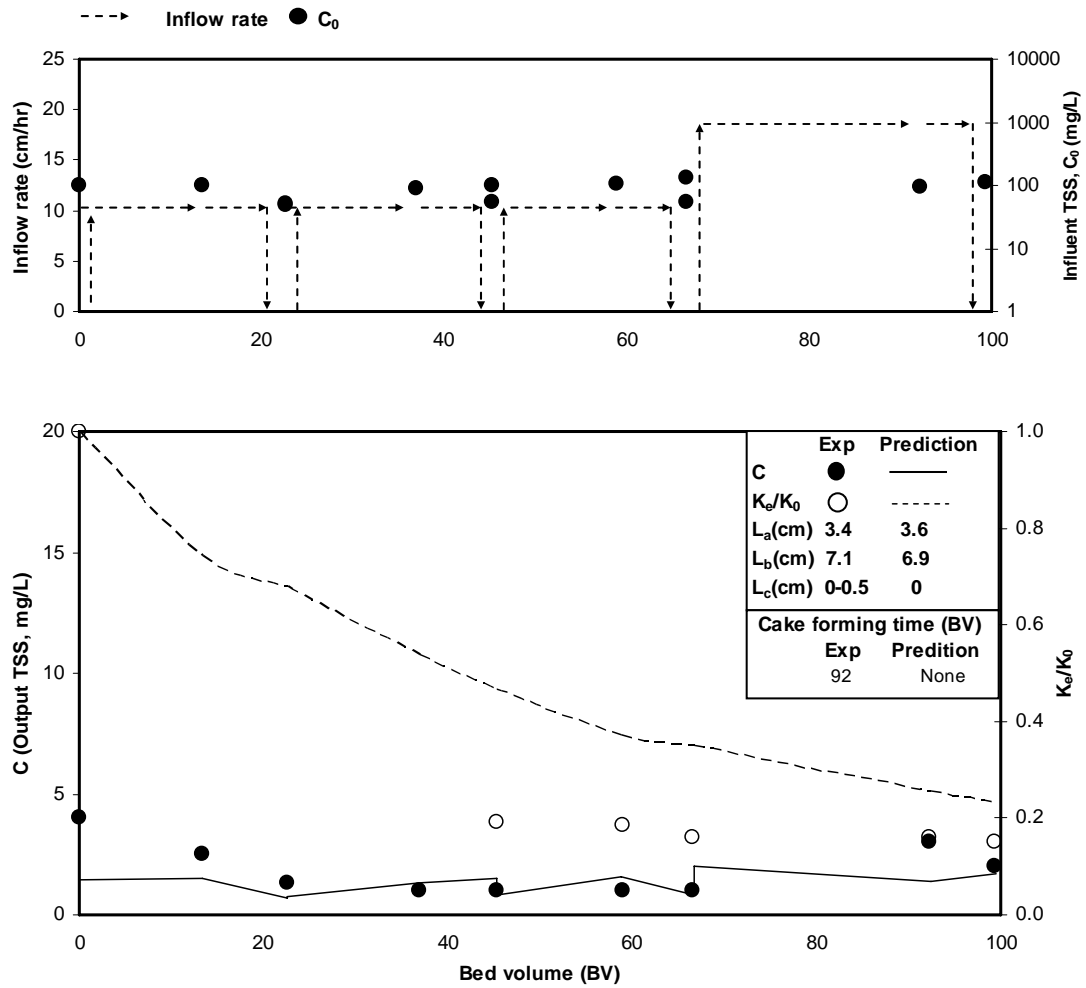 Inflow rate C0
25 10000
20 1000
15 100
10
5 10
0 1
0 20 40 60 80 100
Inflow rate (cm/hr)
Influent TSS, C0 (mg/L)
20 1.0
15 0.8
0.6
10
0.4
5
0.2
0 0.0
0 20 40 60 80 100
C (Output TSS, mg/L)
Ke/K0
Bed volume (BV)
Exp Prediction
C
Ke/K0
La(cm) 3.4 3.6
Lb(cm) 7.1 6.9
Lc(cm) 0-0.5 0
Cake forming time (BV)
Exp Predition
92 None